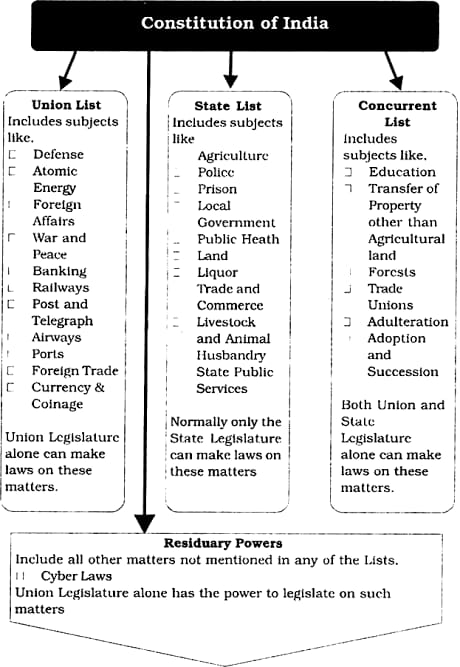 Constitution of India
Union List
Includes subjects
like.
Defense
Atomic
Energy
Foreign
Affairs
War and
Peace
Banking
Railways
Post and
Telegraph
Airways
Ports
Foreign Trade
Currency &
Coinage
Union Legislature
alone can make
laws on these
matters.
State List
Includes subjects
like
Agriculture
Police
Prison
Local
Government
Public Heath
Land
Liquor
Trade and
Commerce
Livestock
and Animal
Husbandry
State Public
Services
Normally only the
State Legislature
can make laws on
these matters
Concurrent
List
Includes
subjects like.
Education
Transfer of
Property
other than
Agricultural
land
Forests
Trade
Unions
Adulteration
Adoption
and
Succession
Both Union and
State
Legislature
alone can make
laws on these
matters.
Residuary Powers
Include all other matters not mentioned in any of the Lists.
Cyber Laws
Union Legislature alone has the power to legislate on such
matters